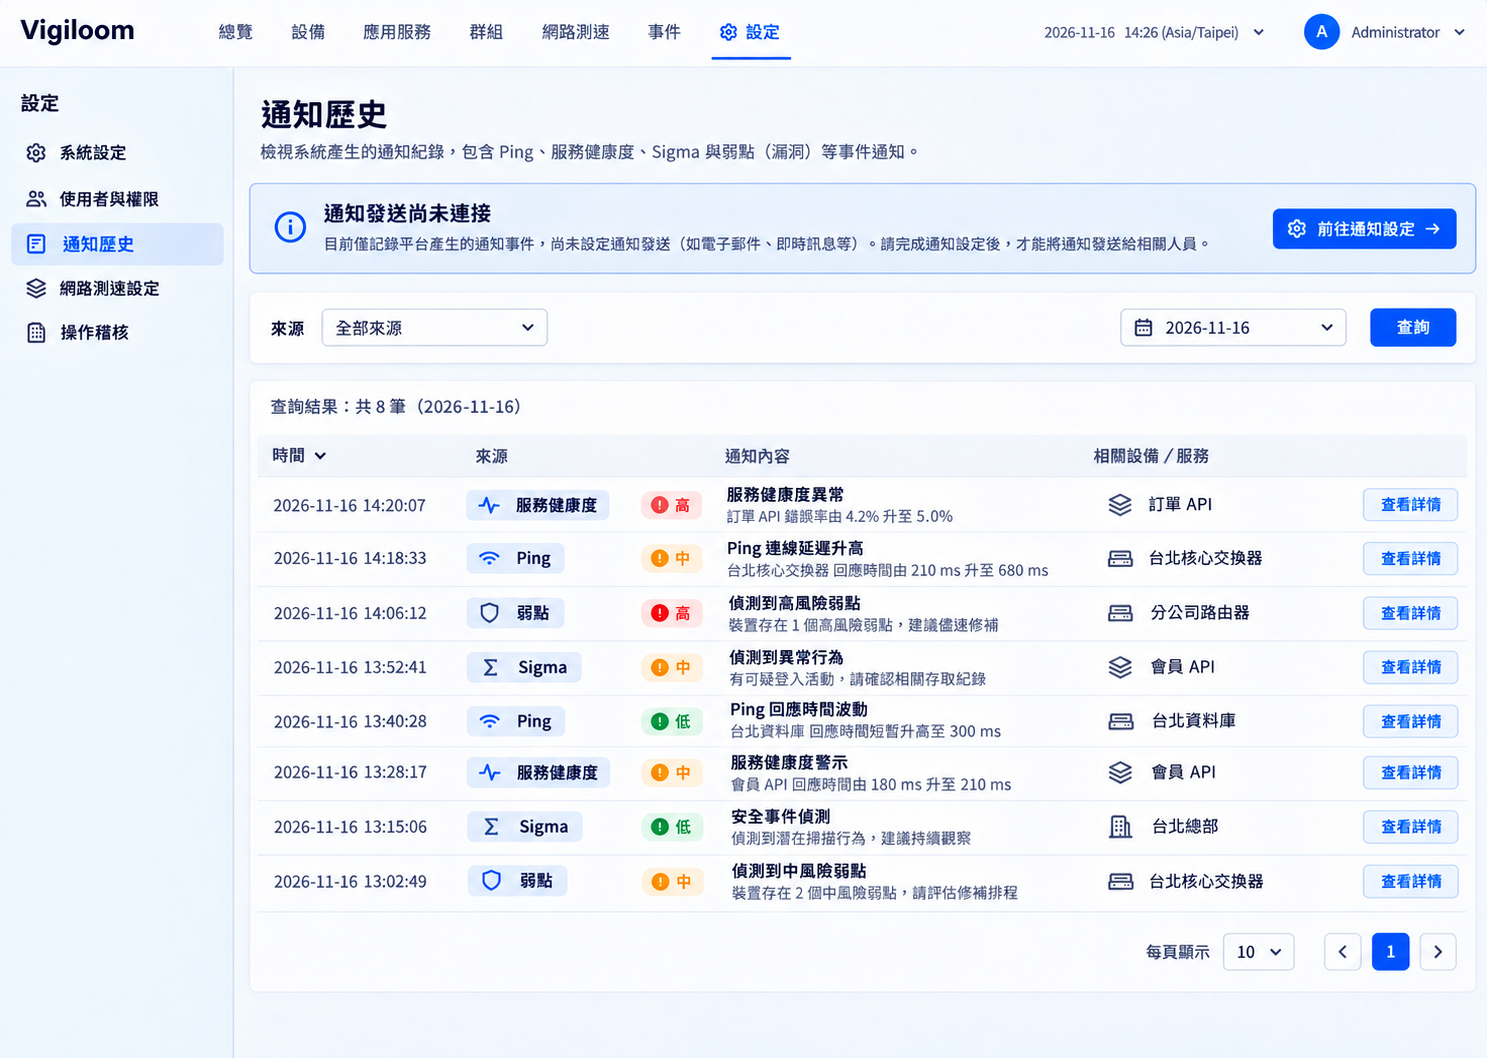 Vigiloom
總覽
設備
應用服務
群組
網路測速
事件
設定
2026-11-16 14:26 (Asia/Taipei)
A
Administrator
設定
系統設定
使用者與權限
通知歷史
網路測速設定
操作稽核
通知歷史
檢視系統產生的通知紀錄，包含 Ping、服務健康度、Sigma 與弱點（漏洞）等事件通知。
通知發送尚未連接
目前僅記錄平台產生的通知事件，尚未設定通知發送（如電子郵件、即時訊息等）。請完成通知設定後，才能將通知發送給相關人員。
前往通知設定 →
來源
全部來源
2026-11-16
查詢
查詢結果：共 8 筆（2026-11-16）
時間
來源
通知內容
相關設備／服務
2026-11-16 14:20:07
服務健康度
高
服務健康度異常
訂單 API 錯誤率由 4.2% 升至 5.0%
訂單 API
查看詳情
2026-11-16 14:18:33
Ping
中
Ping 連線延遲升高
台北核心交換器 回應時間由 210 ms 升至 680 ms
台北核心交換器
查看詳情
2026-11-16 14:06:12
弱點
高
偵測到高風險弱點
裝置存在 1 個高風險弱點，建議儘速修補
分公司路由器
查看詳情
2026-11-16 13:52:41
Sigma
中
偵測到異常行為
有可疑登入活動，請確認相關存取紀錄
會員 API
查看詳情
2026-11-16 13:40:28
Ping
低
Ping 回應時間波動
台北資料庫 回應時間短暫升高至 300 ms
台北資料庫
查看詳情
2026-11-16 13:28:17
服務健康度
中
服務健康度警示
會員 API 回應時間由 180 ms 升至 210 ms
會員 API
查看詳情
2026-11-16 13:15:06
Sigma
低
安全事件偵測
偵測到潛在掃描行為，建議持續觀察
台北總部
查看詳情
2026-11-16 13:02:49
弱點
中
偵測到中風險弱點
裝置存在 2 個中風險弱點，請評估修補排程
台北核心交換器
查看詳情
每頁顯示
10
1